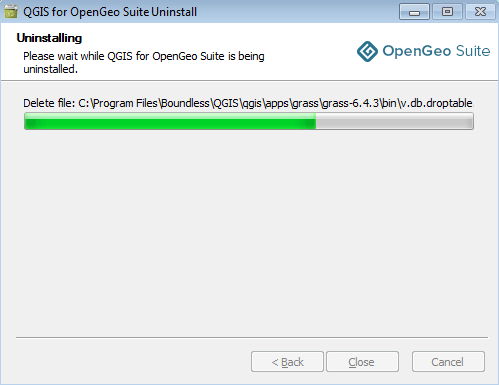 QGIS for OpenGeo Suite Uninstall
Uninstalling
Please wait while QGIS for OpenGeo Suite is being
uninstalled.
OpenGeo Suite
Delete file: C:\Program Files\Boundless\QGIS\qgis\apps\grass\grass-6.4.3\bin\v.db.droptable
< Back
Close
Cancel